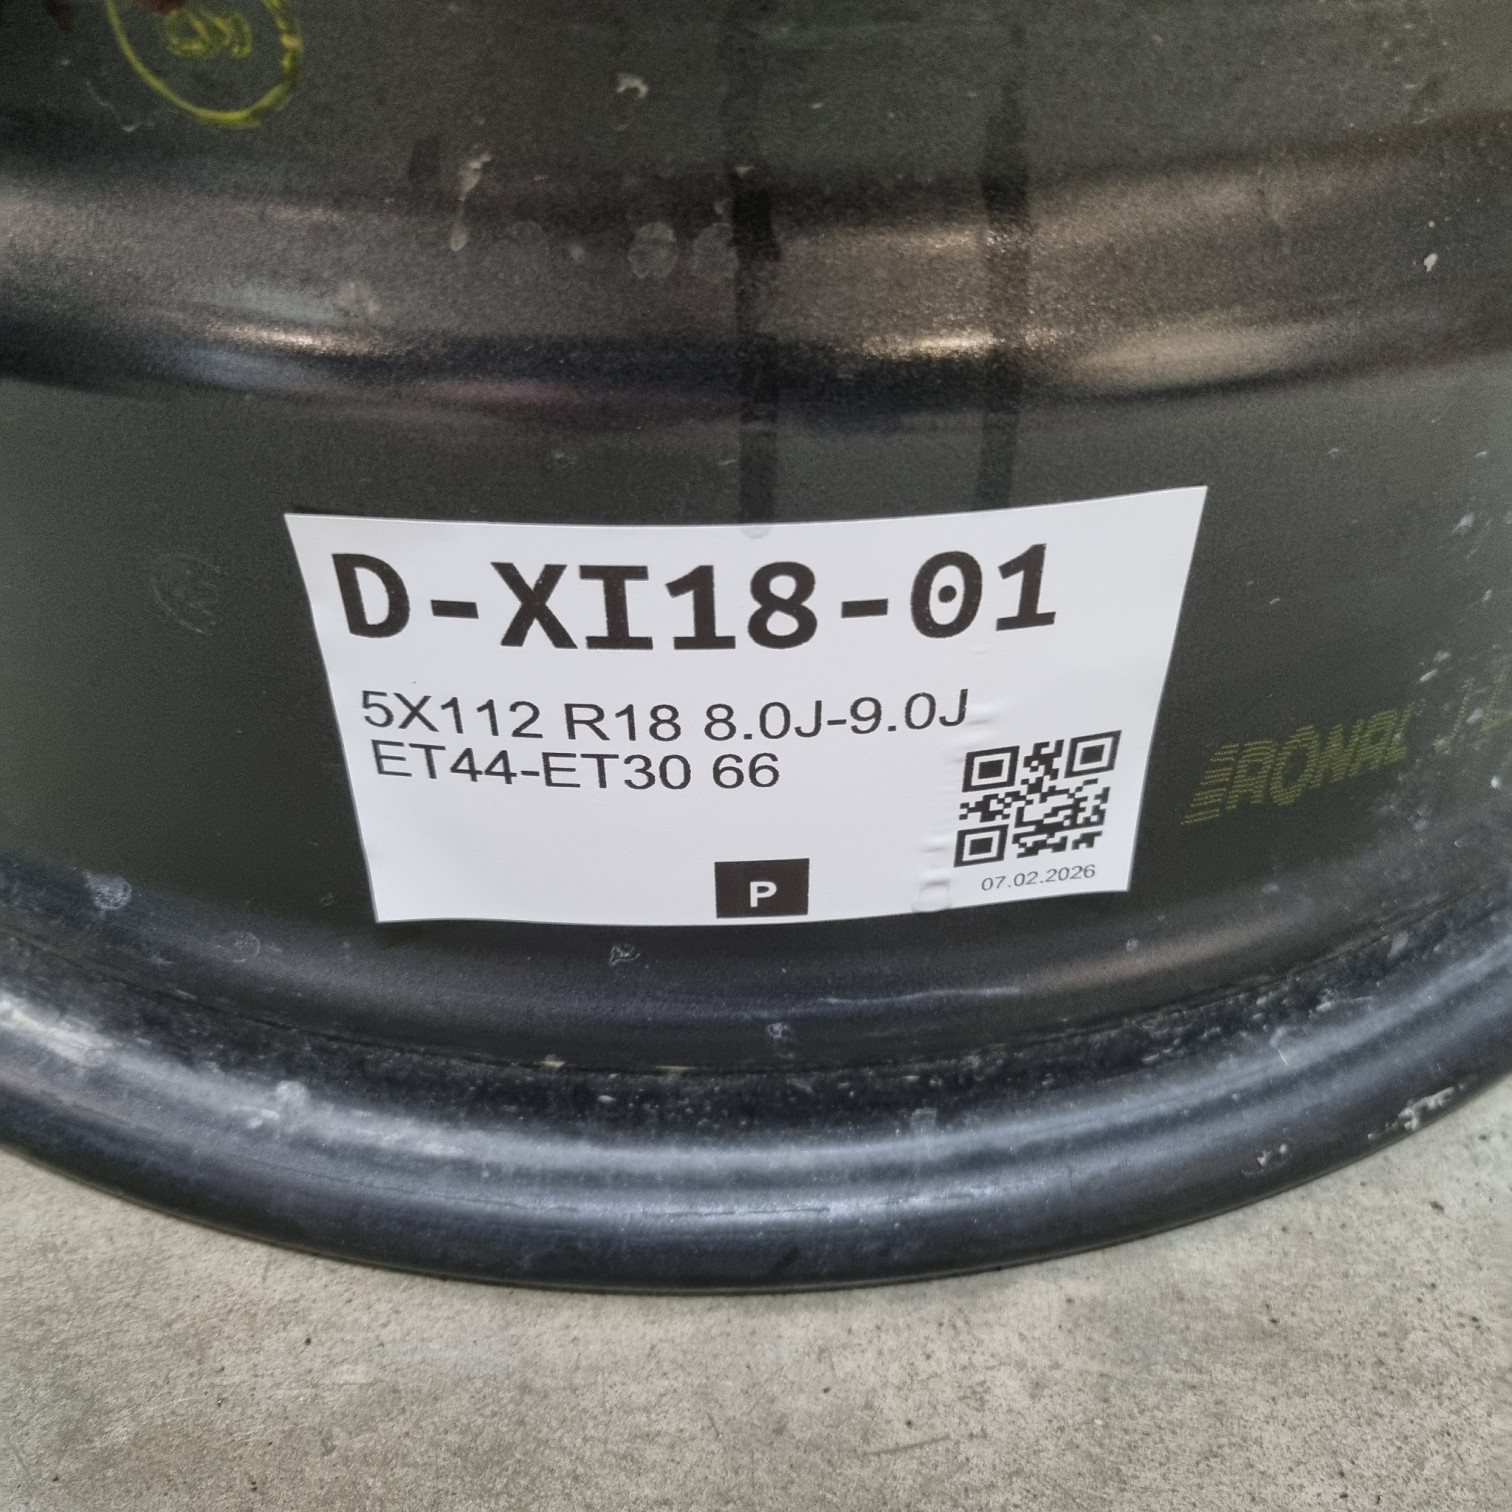 D-XI18-01
5X112 R18 8.0J-9.0J
ET44-ET30 66
P
07.02.2026
RONAL